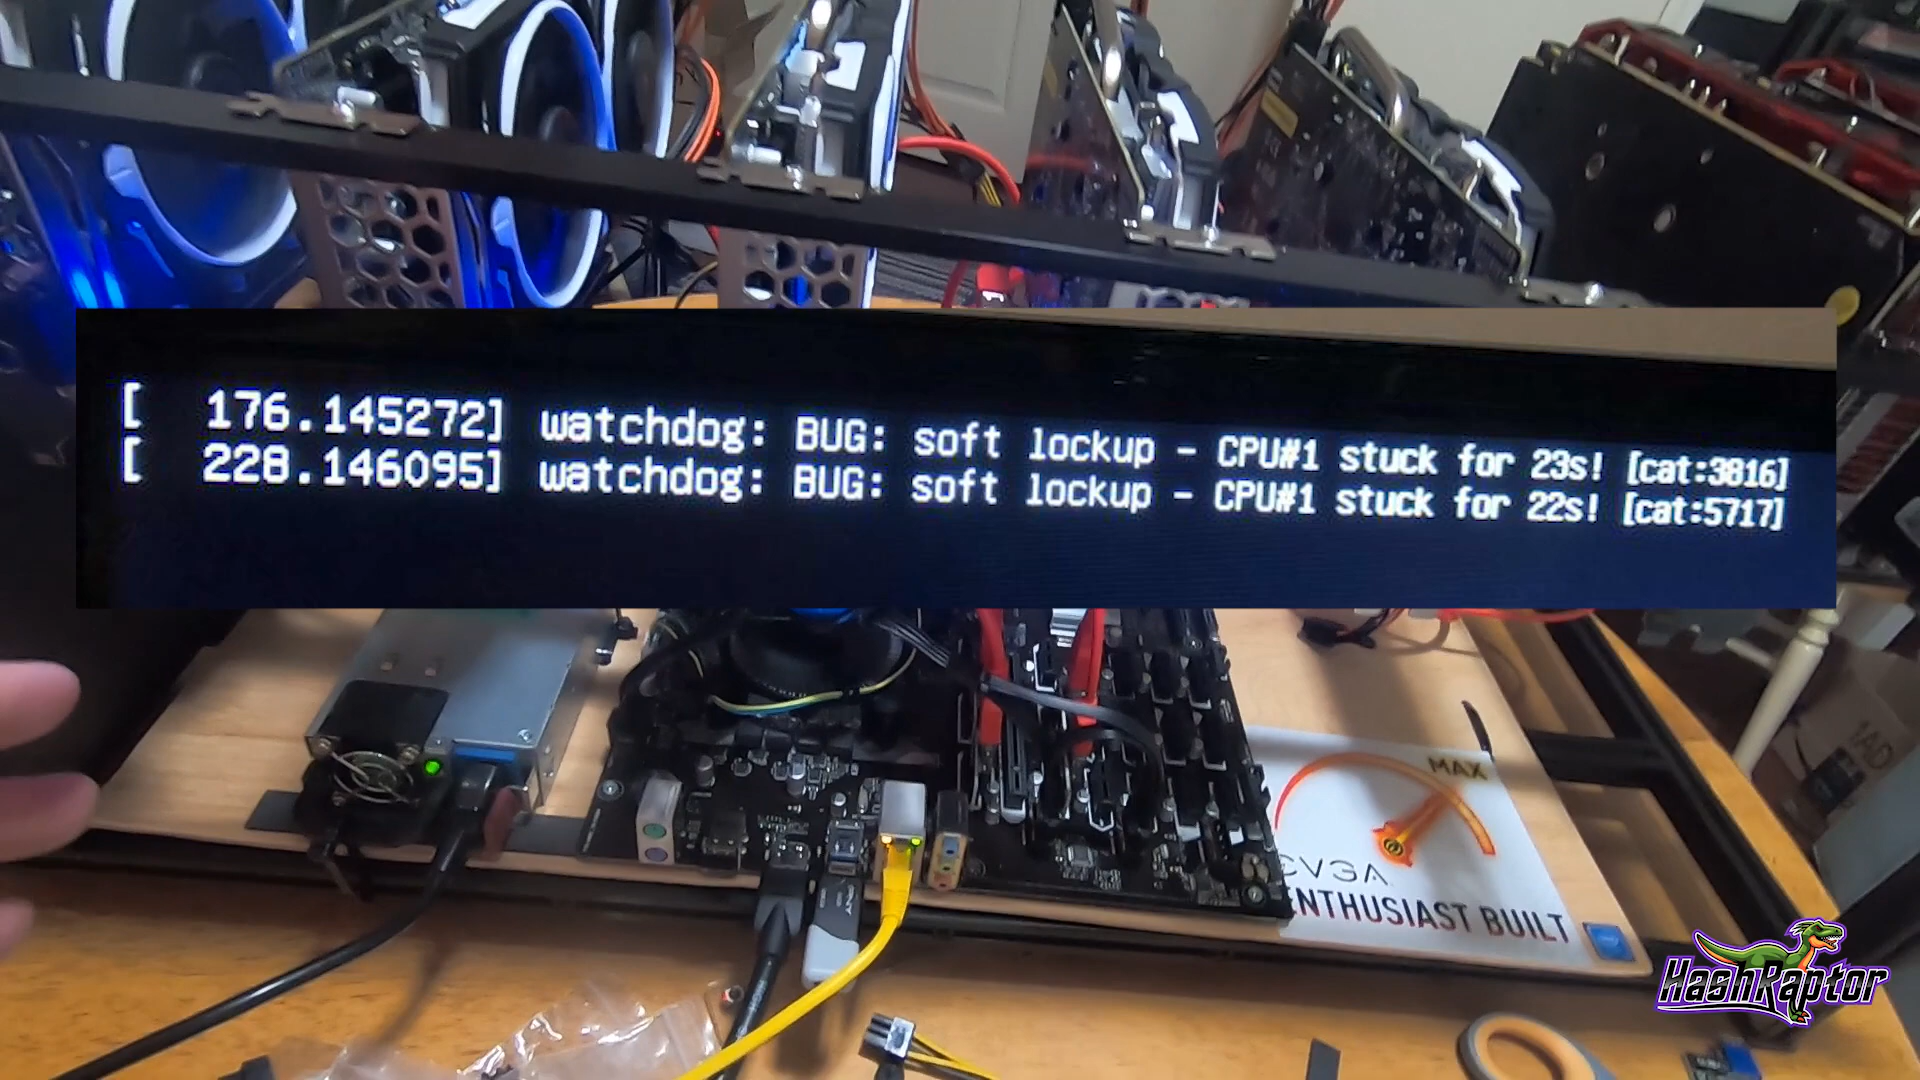 [   176.145272] watchdog: BUG: soft lockup - CPU#1 stuck for 23s! [cat:3816]
[   228.146095] watchdog: BUG: soft lockup - CPU#1 stuck for 22s! [cat:5717]
MAX
PNY
EVGA
ENTHUSIAST BUILT
HashRaptor